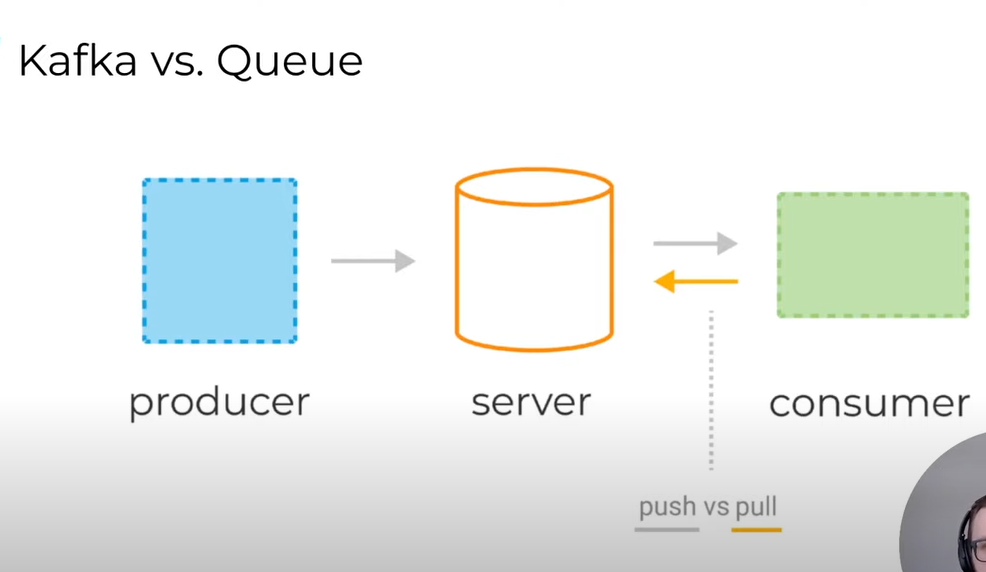 Kafka vs. Queue
producer
server
consumer
push vs pull